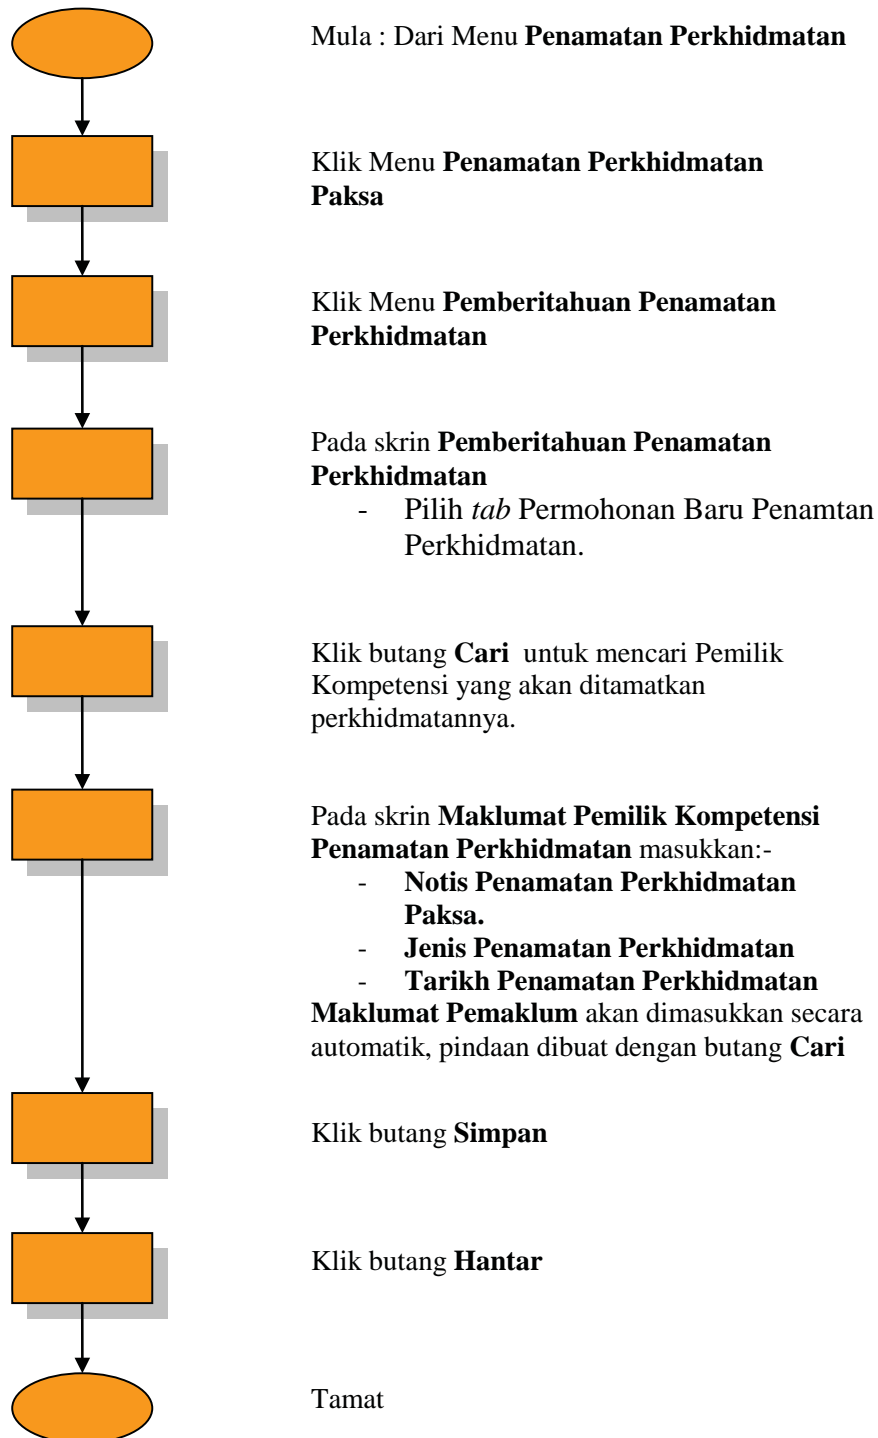 Mula : Dari Menu Penamatan Perkhidmatan
Klik Menu Penamatan Perkhidmatan
Paksa
Klik Menu Pemberitahuan Penamatan
Perkhidmatan
Pada skrin Pemberitahuan Penamatan
Perkhidmatan
- Pilih tab Permohonan Baru Penamtan
Perkhidmatan.
Klik butang Cari untuk mencari Pemilik
Kompetensi yang akan ditamatkan
perkhidmatannya.
Pada skrin Maklumat Pemilik Kompetensi
Penamatan Perkhidmatan masukkan:-
- Notis Penamatan Perkhidmatan
Paksa.
- Jenis Penamatan Perkhidmatan
- Tarikh Penamatan Perkhidmatan
Maklumat Pemaklum akan dimasukkan secara
automatik, pindaan dibuat dengan butang Cari
Klik butang Simpan
Klik butang Hantar
Tamat